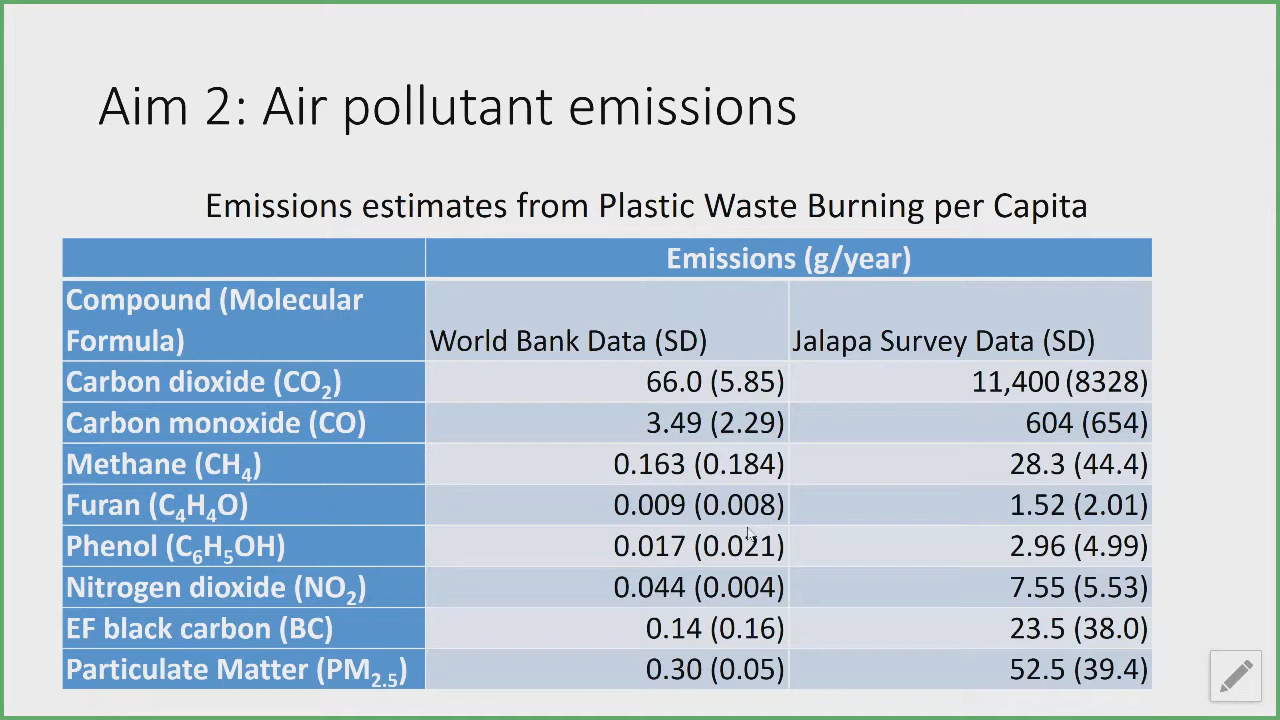 Aim 2: Air pollutant emissions
Emissions estimates from Plastic Waste Burning per Capita
Emissions (g/year)
Compound (Molecular
Formula) World Bank Data (SD) Jalapa Survey Data (SD)
Carbon dioxide (CO₂) 66.0 (5.85) 11,400 (8328)
Carbon monoxide (CO) 3.49 (2.29) 604 (654)
Methane (CH₄) 0.163 (0.184) 28.3 (44.4)
Furan (C₄H₄O) 0.009 (0.008) 1.52 (2.01)
Phenol (C₆H₅OH) 0.017 (0.021) 2.96 (4.99)
Nitrogen dioxide (NO₂) 0.044 (0.004) 7.55 (5.53)
EF black carbon (BC) 0.14 (0.16) 23.5 (38.0)
Particulate Matter (PM₂.₅) 0.30 (0.05) 52.5 (39.4)